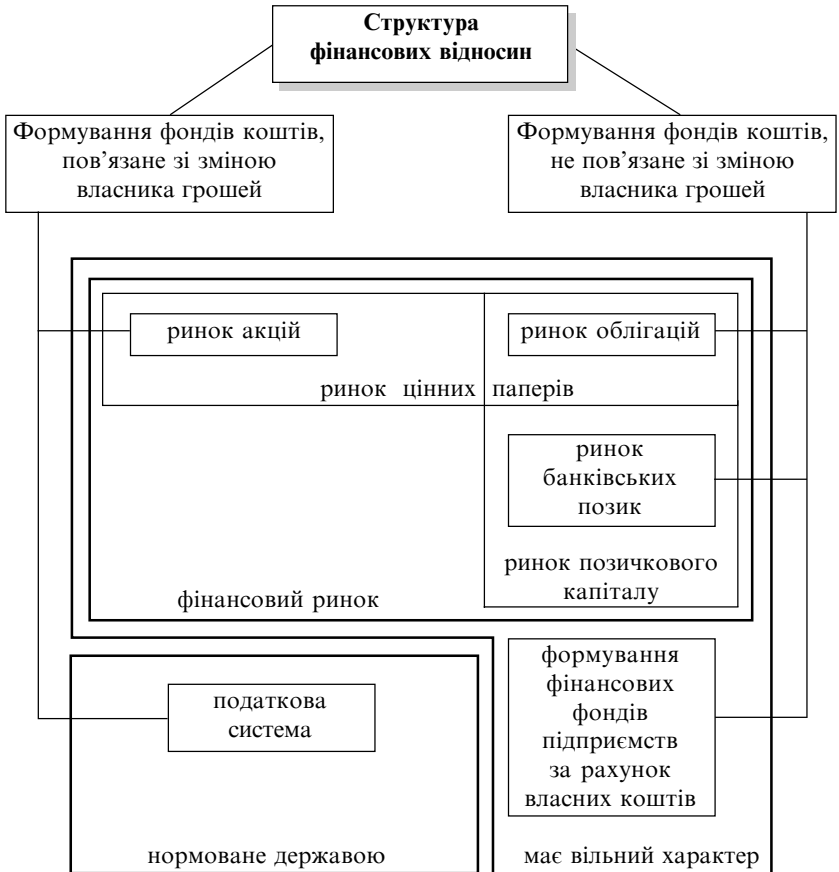 Структура
фінансових відносин
Формування фондів коштів,
пов’язане зі зміною
власника грошей
Формування фондів коштів,
не пов’язане зі зміною
власника грошей
ринок акцій
ринок облігацій
ринок цінних паперів
ринок
банківських
позик
ринок позичкового
капіталу
фінансовий ринок
формування
фінансових
фондів
підприємств
за рахунок
власних коштів
податкова
система
нормоване державою
має вільний характер